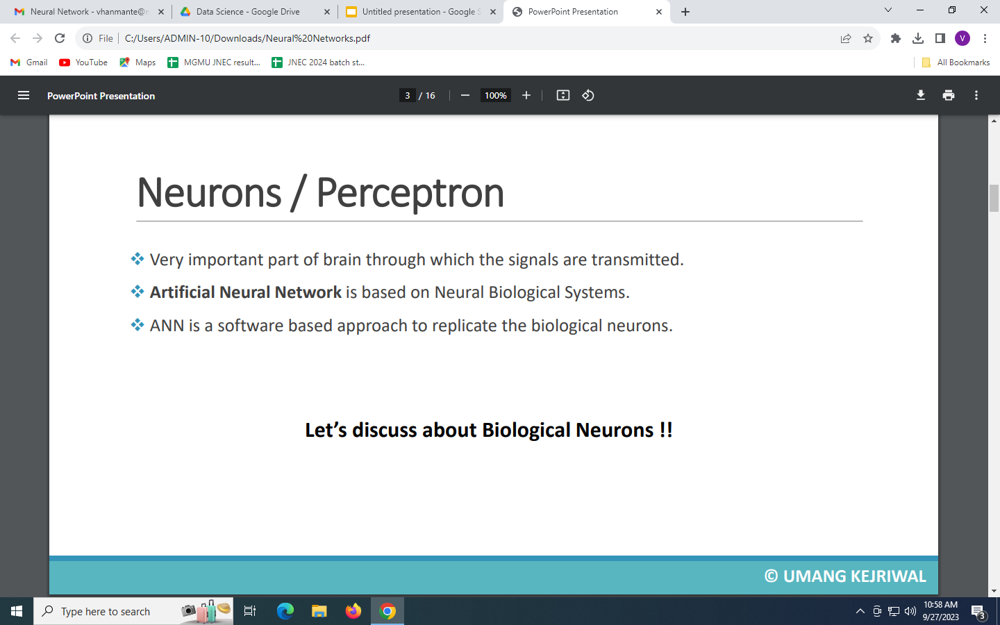 Neural Network - vhanmante@
Data Science - Google Drive
Untitled presentation - Google S
PowerPoint Presentation
File
C:/Users/ADMIN-10/Downloads/Neural%20Networks.pdf
V
Gmail
YouTube
Maps
MGMU JNEC result...
JNEC 2024 batch st...
All Bookmarks
PowerPoint Presentation
3 / 16
100%
Neurons / Perceptron
Very important part of brain through which the signals are transmitted.
Artificial Neural Network is based on Neural Biological Systems.
ANN is a software based approach to replicate the biological neurons.
Let’s discuss about Biological Neurons !!
© UMANG KEJRIWAL
Type here to search
10:58 AM
9/27/2023
3